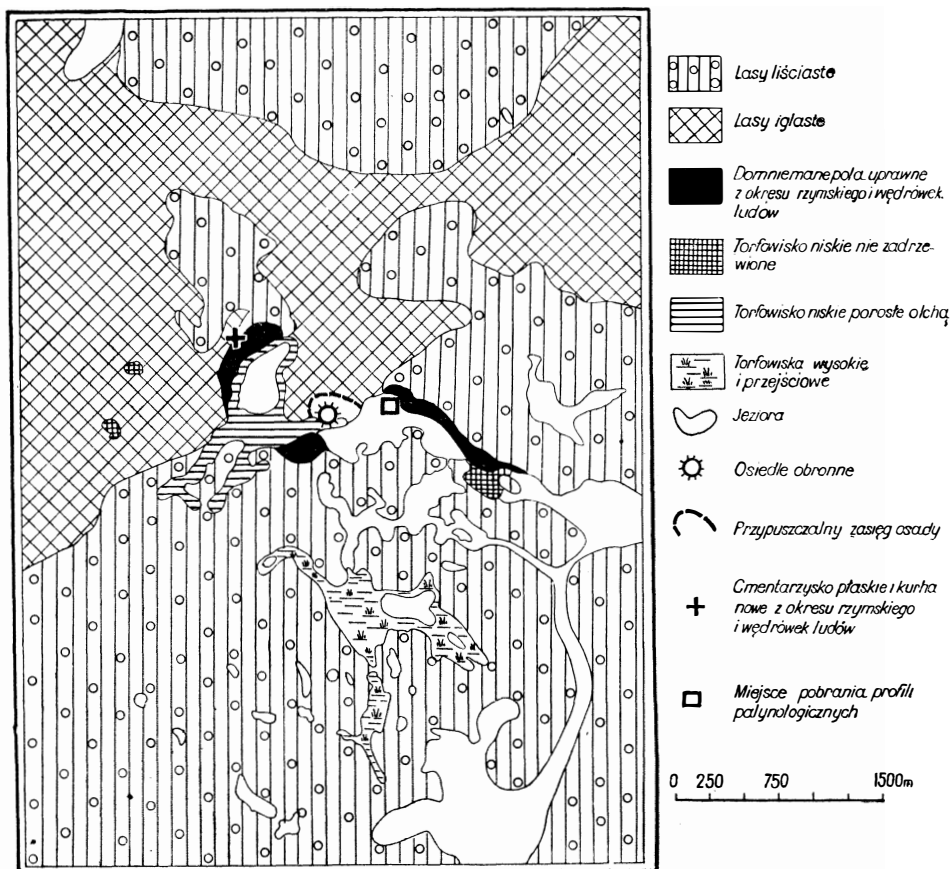 Lasy liściaste
Lasy iglaste
Domniemane pola uprawne
z okresu rzymskiego i wędrówek
ludów
Torfowisko niskie nie zadrze-
wione
Torfowisko niskie porosłe olchą
Torfowiska wysokie
i przejściowe
Jeziora
Osiedle obronne
Przypuszczalny zasięg osady
Cmentarzysko płaskie i kurha
nowe z okresu rzymskiego
i wędrówek ludów
Miejsce pobrania profili
palynologicznych
0 250 750 1500m